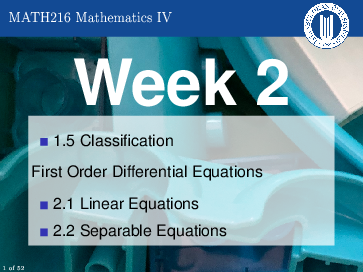 MATH216 Mathematics IV
Week 2
1.5 Classification
First Order Differential Equations
2.1 Linear Equations
2.2 Separable Equations
1 of 52